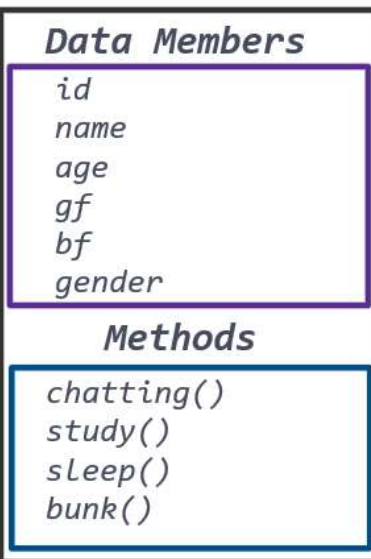 Data Members
id
name
age
gf
bf
gender
Methods
chatting()
study()
sleep()
bunk()